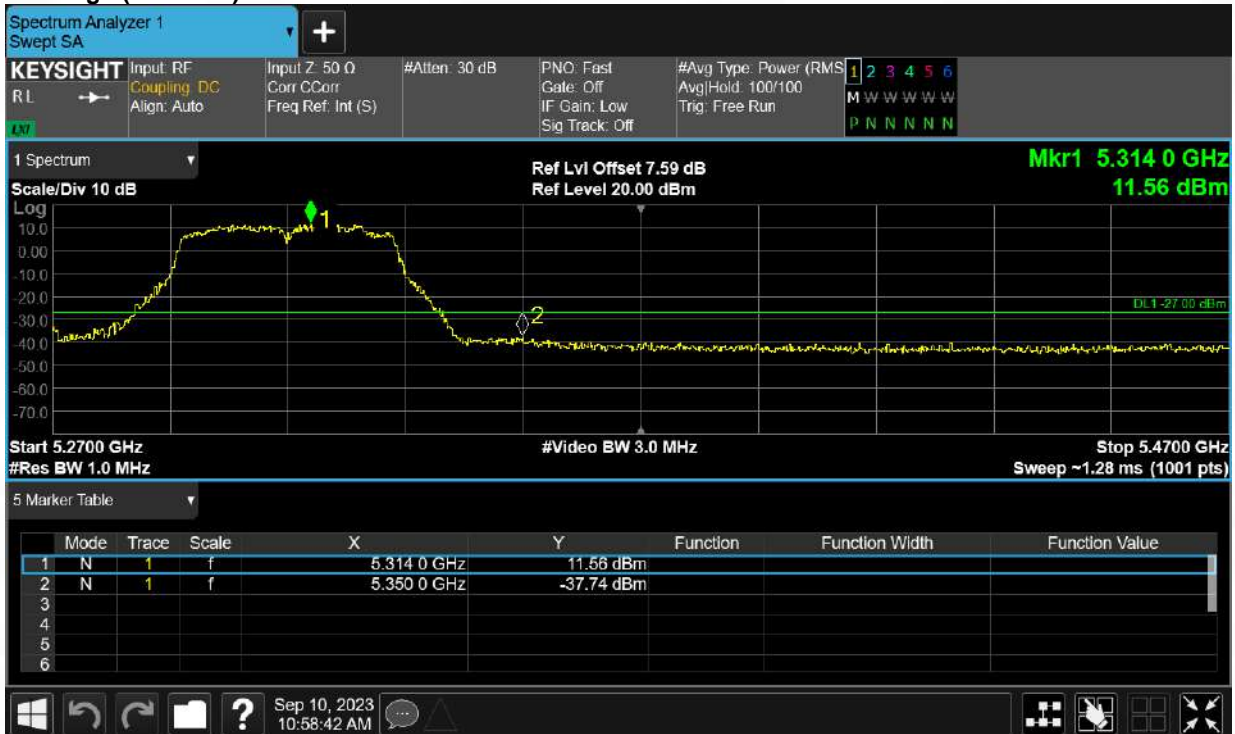 Spectrum Analyzer 1
Swept SA
+
KEYSIGHT Input: RF Input Z: 50 Ω #Atten: 30 dB PNO: Fast #Avg Type: Power (RMS 1 2 3 4 5 6
RL Coupling: DC Corr CCorr Gate: Off Avg|Hold: 100/100 M W W W W W
Align: Auto Freq Ref: Int (S) IF Gain: Low Trig: Free Run P N N N N N
LXI Sig Track: Off
1 Spectrum Ref Lvl Offset 7.59 dB Mkr1 5.314 0 GHz
Scale/Div 10 dB Ref Level 20.00 dBm 11.56 dBm
Log
10.0 1
0.00
-10.0
-20.0
DL1 -27.00 dBm
-30.0 2
-40.0
-50.0
-60.0
-70.0
Start 5.2700 GHz #Video BW 3.0 MHz Stop 5.4700 GHz
#Res BW 1.0 MHz Sweep ~1.28 ms (1001 pts)
5 Marker Table
Mode Trace Scale X Y Function Function Width Function Value
1 N 1 f 5.314 0 GHz 11.56 dBm
2 N 1 f 5.350 0 GHz -37.74 dBm
3
4
5
6
? Sep 10, 2023
10:58:42 AM